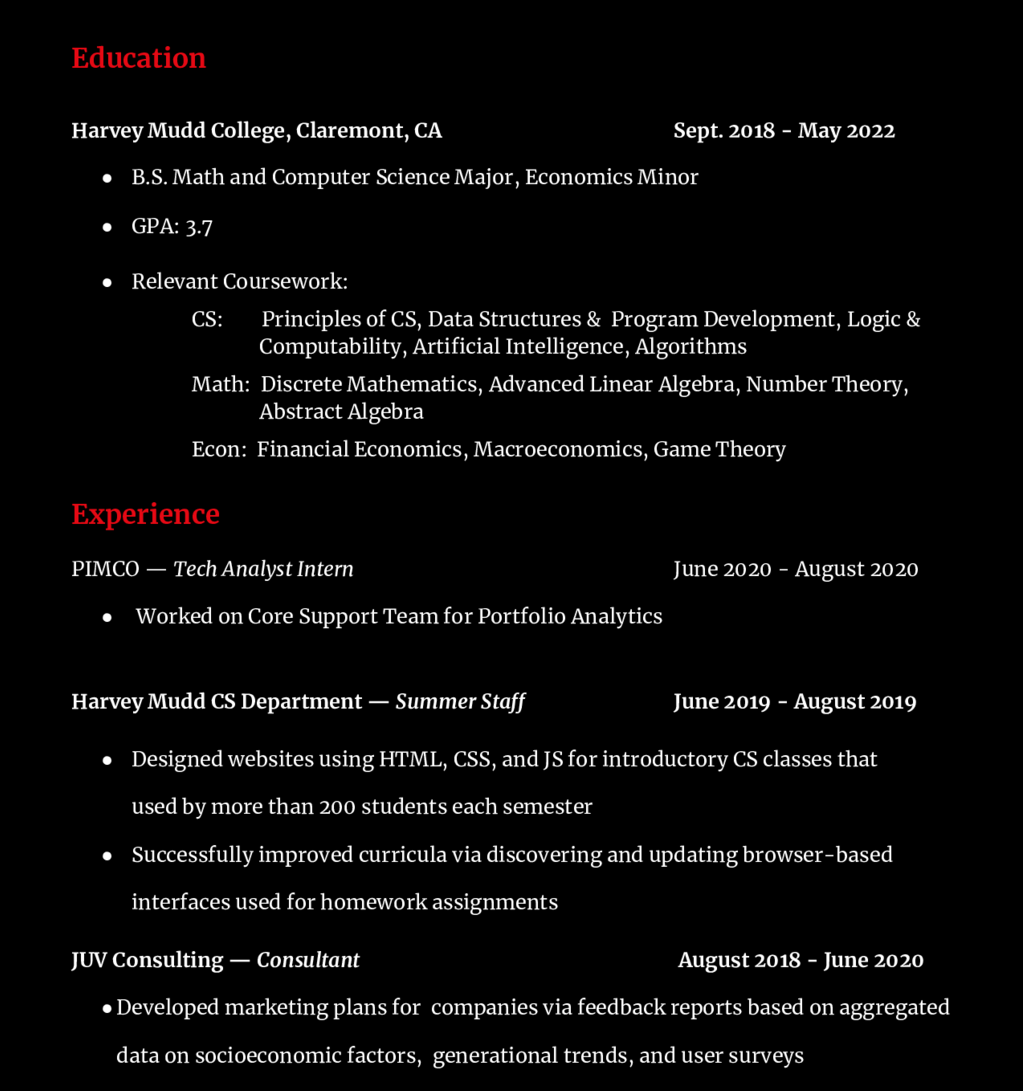 Education
Harvey Mudd College, Claremont, CA Sept. 2018 - May 2022
● B.S. Math and Computer Science Major, Economics Minor
● GPA: 3.7
● Relevant Coursework:
CS: Principles of CS, Data Structures & Program Development, Logic &
Computability, Artificial Intelligence, Algorithms
Math: Discrete Mathematics, Advanced Linear Algebra, Number Theory,
Abstract Algebra
Econ: Financial Economics, Macroeconomics, Game Theory
Experience
PIMCO — Tech Analyst Intern June 2020 - August 2020
● Worked on Core Support Team for Portfolio Analytics
Harvey Mudd CS Department — Summer Staff June 2019 - August 2019
● Designed websites using HTML, CSS, and JS for introductory CS classes that
used by more than 200 students each semester
● Successfully improved curricula via discovering and updating browser-based
interfaces used for homework assignments
JUV Consulting — Consultant August 2018 - June 2020
● Developed marketing plans for companies via feedback reports based on aggregated
data on socioeconomic factors, generational trends, and user surveys